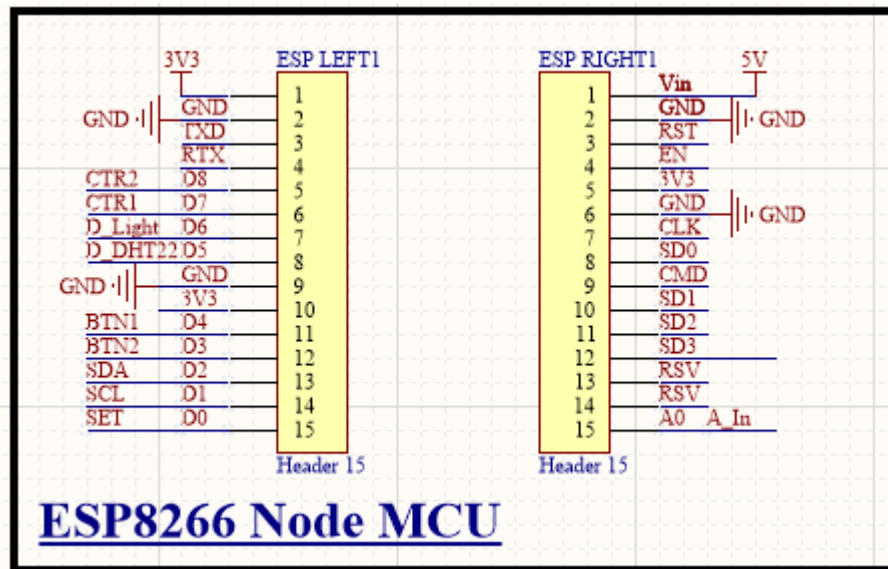 3V3 ESP LEFT1 ESP RIGHT1 5V
1 1 Vin
GND GND 2 2 GND GND
TXD 3 3 RST
RTX 4 4 EN
CTR2 D8 5 5 3V3
CTR1 D7 6 6 GND GND
D_Light D6 7 7 CLK
D_DHT22 D5 8 8 SD0
GND GND 9 9 CMD
3V3 10 10 SD1
BTN1 D4 11 11 SD2
BTN2 D3 12 12 SD3
SDA D2 13 13 RSV
SCL D1 14 14 RSV
SET D0 15 15 A0 A_In
Header 15 Header 15
ESP8266 Node MCU